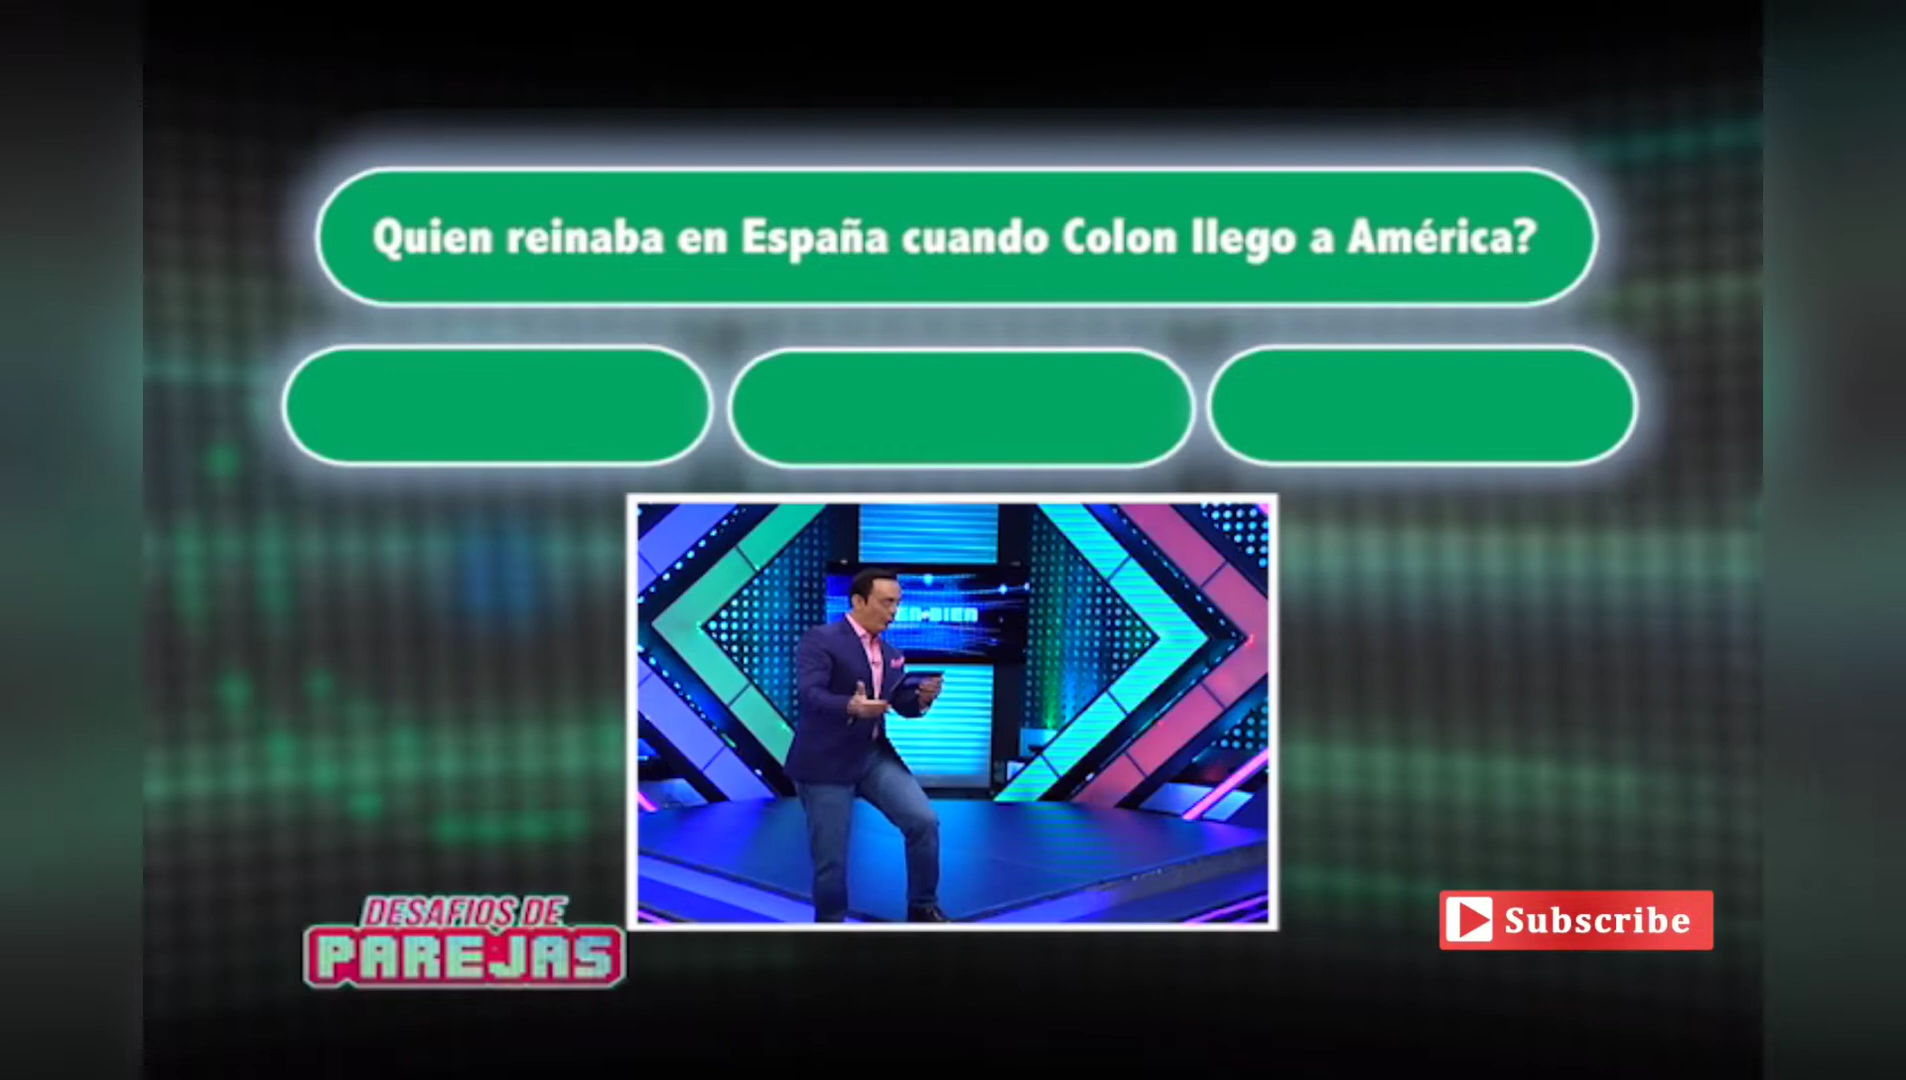 Quien reinaba en España cuando Colon llego a América?
DESAFIOS DE
PAREJAS
Subscribe